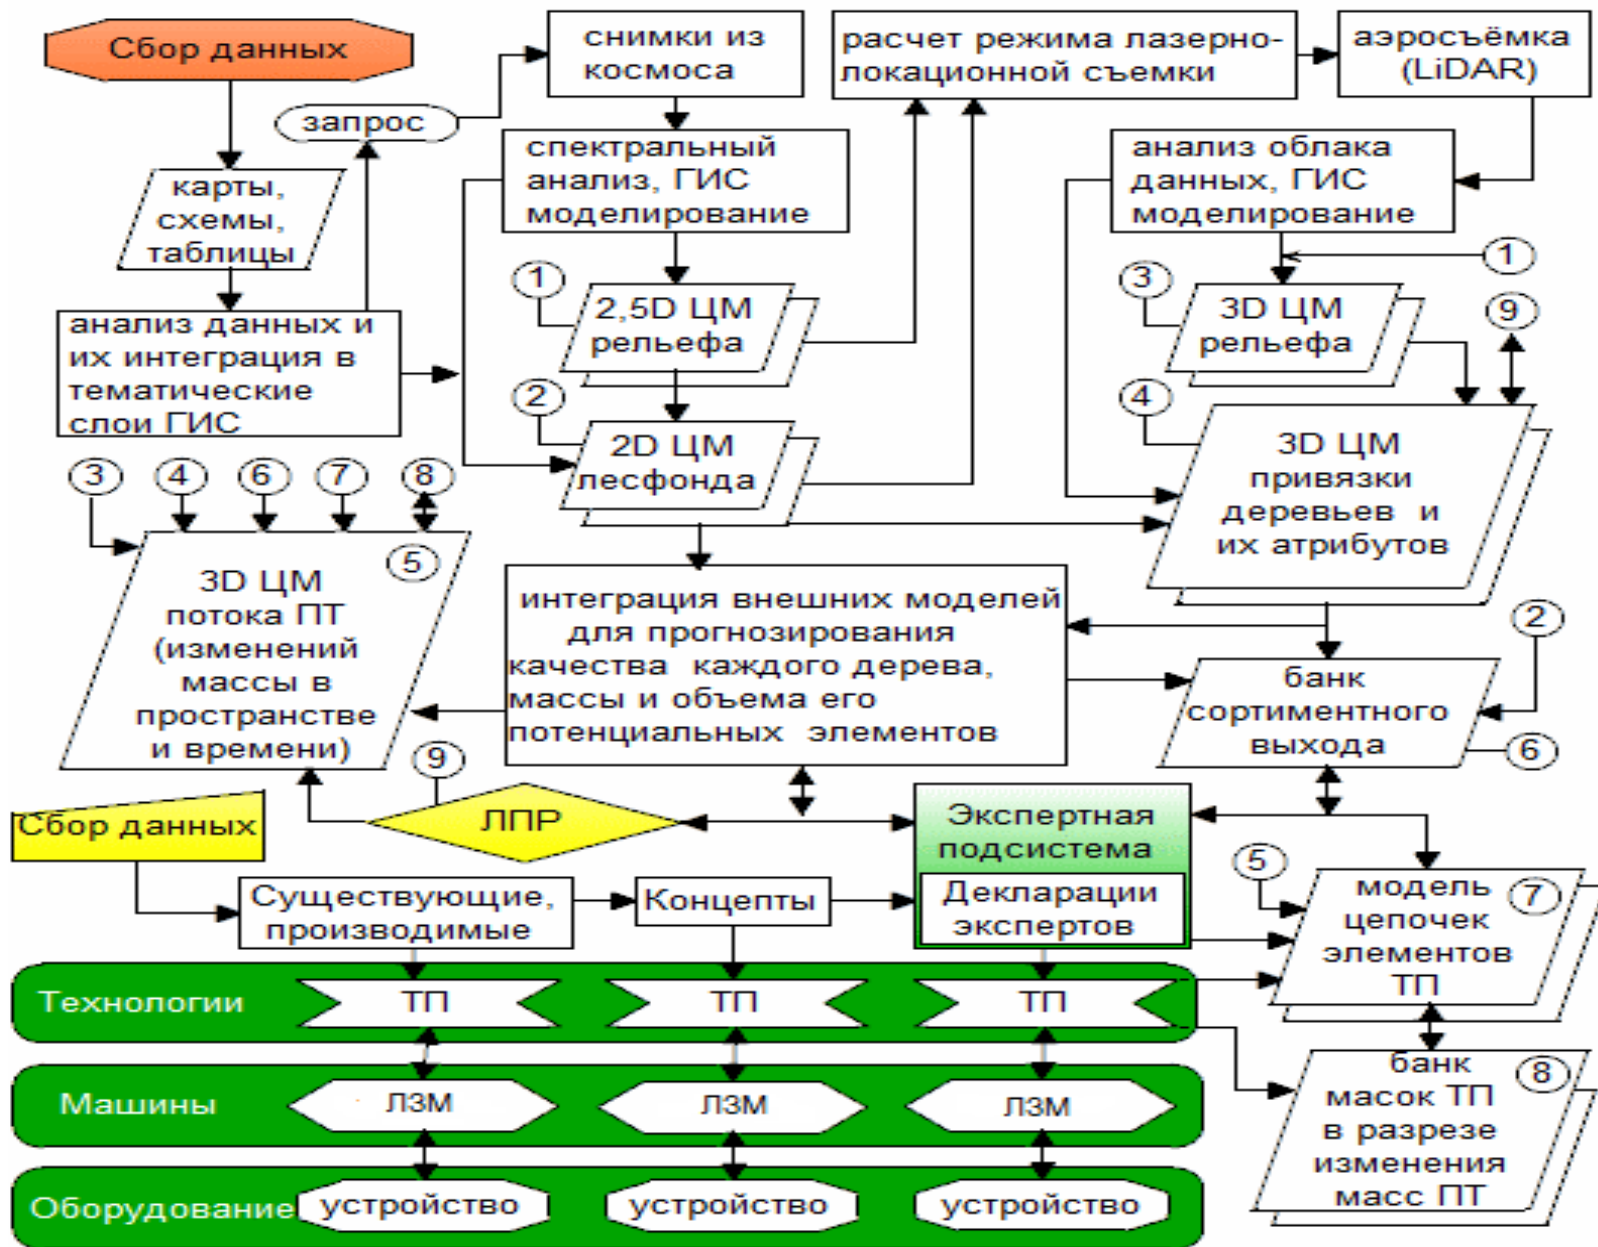 Сбор данных
запрос
карты,
схемы,
таблицы
анализ данных и
их интеграция в
тематические
слои ГИС
снимки из
космоса
расчет режима лазерно-
локационной съемки
аэросъёмка
(LiDAR)
спектральный
анализ, ГИС
моделирование
анализ облака
данных, ГИС
моделирование
1
2,5D ЦМ
рельефа
2
2D ЦМ
лесфонда
1
3
3D ЦМ
рельефа
9
4
3D ЦМ
привязки
деревьев и
их атрибутов
3
4
6
7
8
5
3D ЦМ
потока ПТ
(изменений
массы в
пространстве
и времени)
интеграция внешних моделей
для прогнозирования
качества каждого дерева,
массы и объема его
потенциальных элементов
2
банк
сортиментного
выхода
6
9
ЛПР
Сбор данных
Экспертная
подсистема
Декларации
экспертов
Существующие,
производимые
Концепты
5
модель
цепочек
элементов
ТП
7
Технологии
ТП
ТП
ТП
Машины
ЛЗМ
ЛЗМ
ЛЗМ
Оборудование
устройство
устройство
устройство
банк
масок ТП
в разрезе
изменения
масс ПТ
8